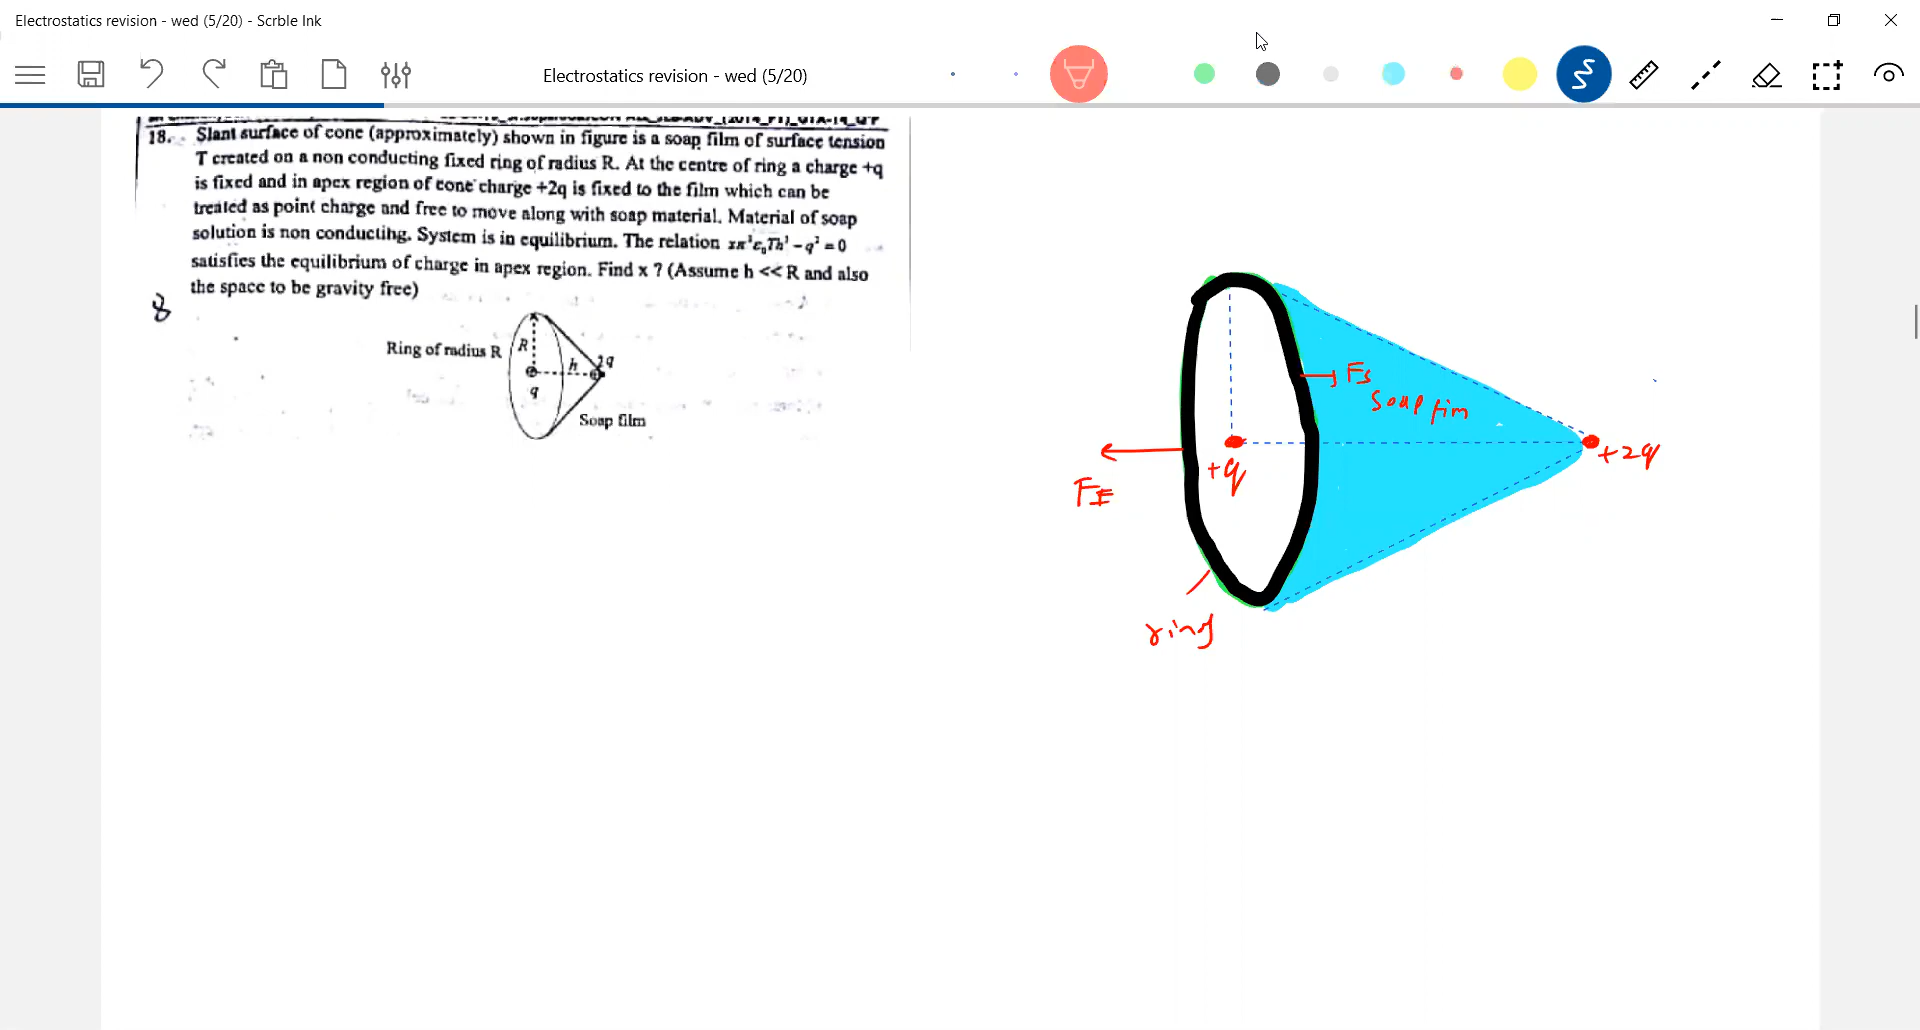 Electrostatics revision - wed (5/20) - Scrble Ink
Electrostatics revision - wed (5/20)
18. Slant surface of cone (approximately) shown in figure is a soap film of surface tension
T created on a non conducting fixed ring of radius R. At the centre of ring a charge +q
is fixed and in apex region of cone charge +2q is fixed to the film which can be
treated as point charge and free to move along with soap material. Material of soap
solution is non conducting. System is in equilibrium. The relation xπ²ε₀Th³ – q² = 0
satisfies the equilibrium of charge in apex region. Find x ? (Assume h << R and also
the space to be gravity free)
8
Ring of radius R
R
h
2q
q
Soap film
Fs
soap fim
+q
+2q
FE
ring